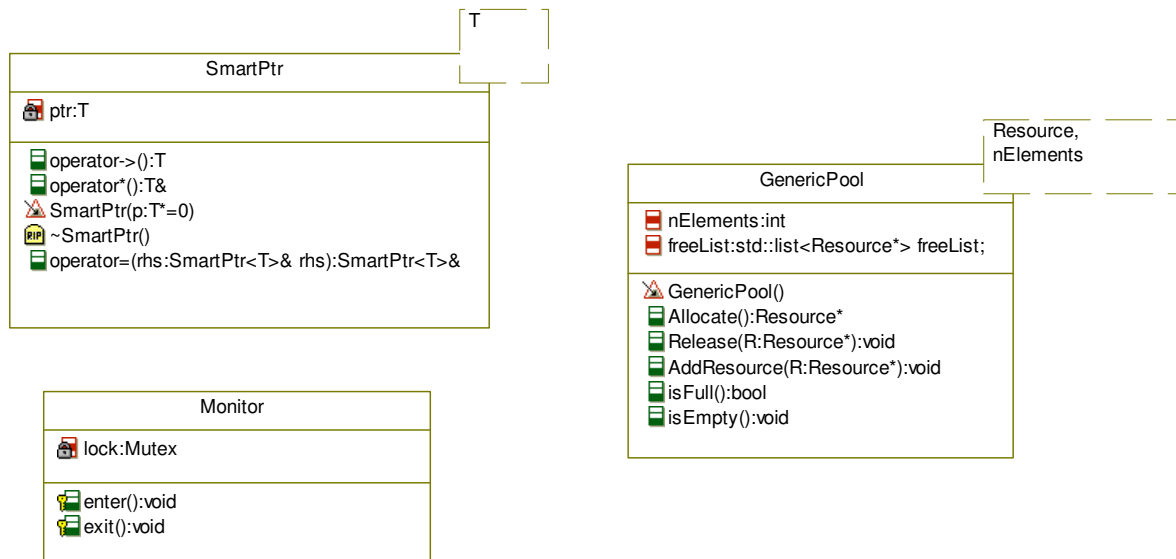 T
SmartPtr
ptr:T
operator->():T
operator*():T&
SmartPtr(p:T*=0)
RIP ~SmartPtr()
operator=(rhs:SmartPtr<T>& rhs):SmartPtr<T>&
Resource,
nElements
GenericPool
nElements:int
freeList:std::list<Resource*> freeList;
GenericPool()
Allocate():Resource*
Release(R:Resource*):void
AddResource(R:Resource*):void
isFull():bool
isEmpty():void
Monitor
lock:Mutex
enter():void
exit():void